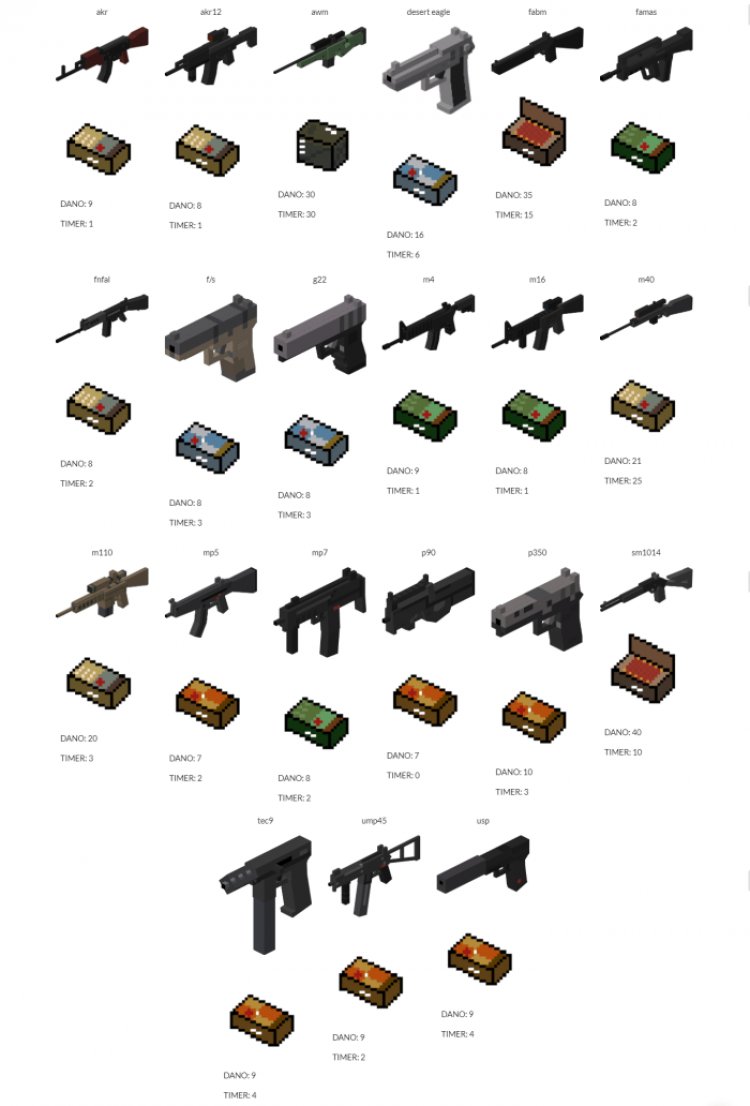 akr
akr12
awm
desert eagle
fabm
famas
DANO: 9
TIMER: 1
DANO: 8
TIMER: 1
DANO: 30
TIMER: 30
DANO: 16
TIMER: 6
DANO: 35
TIMER: 15
DANO: 8
TIMER: 2
fnfal
f/s
g22
m4
m16
m40
DANO: 8
TIMER: 2
DANO: 8
TIMER: 3
DANO: 8
TIMER: 3
DANO: 9
TIMER: 1
DANO: 8
TIMER: 1
DANO: 21
TIMER: 25
m110
mp5
mp7
p90
p350
sm1014
DANO: 20
TIMER: 3
DANO: 7
TIMER: 2
DANO: 8
TIMER: 2
DANO: 7
TIMER: 0
DANO: 10
TIMER: 3
DANO: 40
TIMER: 10
tec9
ump45
usp
DANO: 9
TIMER: 4
DANO: 9
TIMER: 2
DANO: 9
TIMER: 4